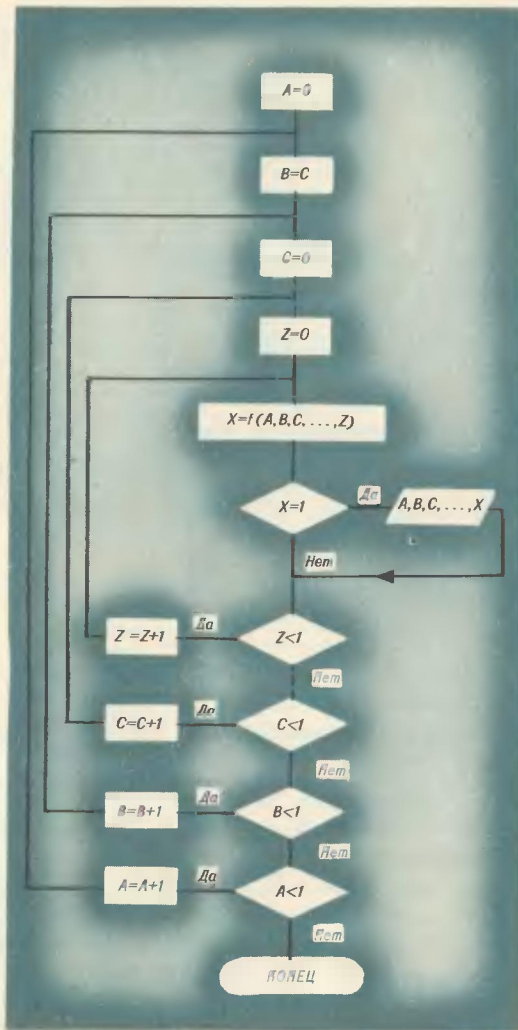 A=0
B=C
C=0
Z=0
X=f(A,B,C,...,Z)
X=1
Да
A,B,C,...,X
Нет
Z=Z+1
Да
Z<1
Нет
C=C+1
Да
C<1
Нет
B=B+1
Да
B<1
Нет
A=A+1
Да
A<1
Нет
КОНЕЦ